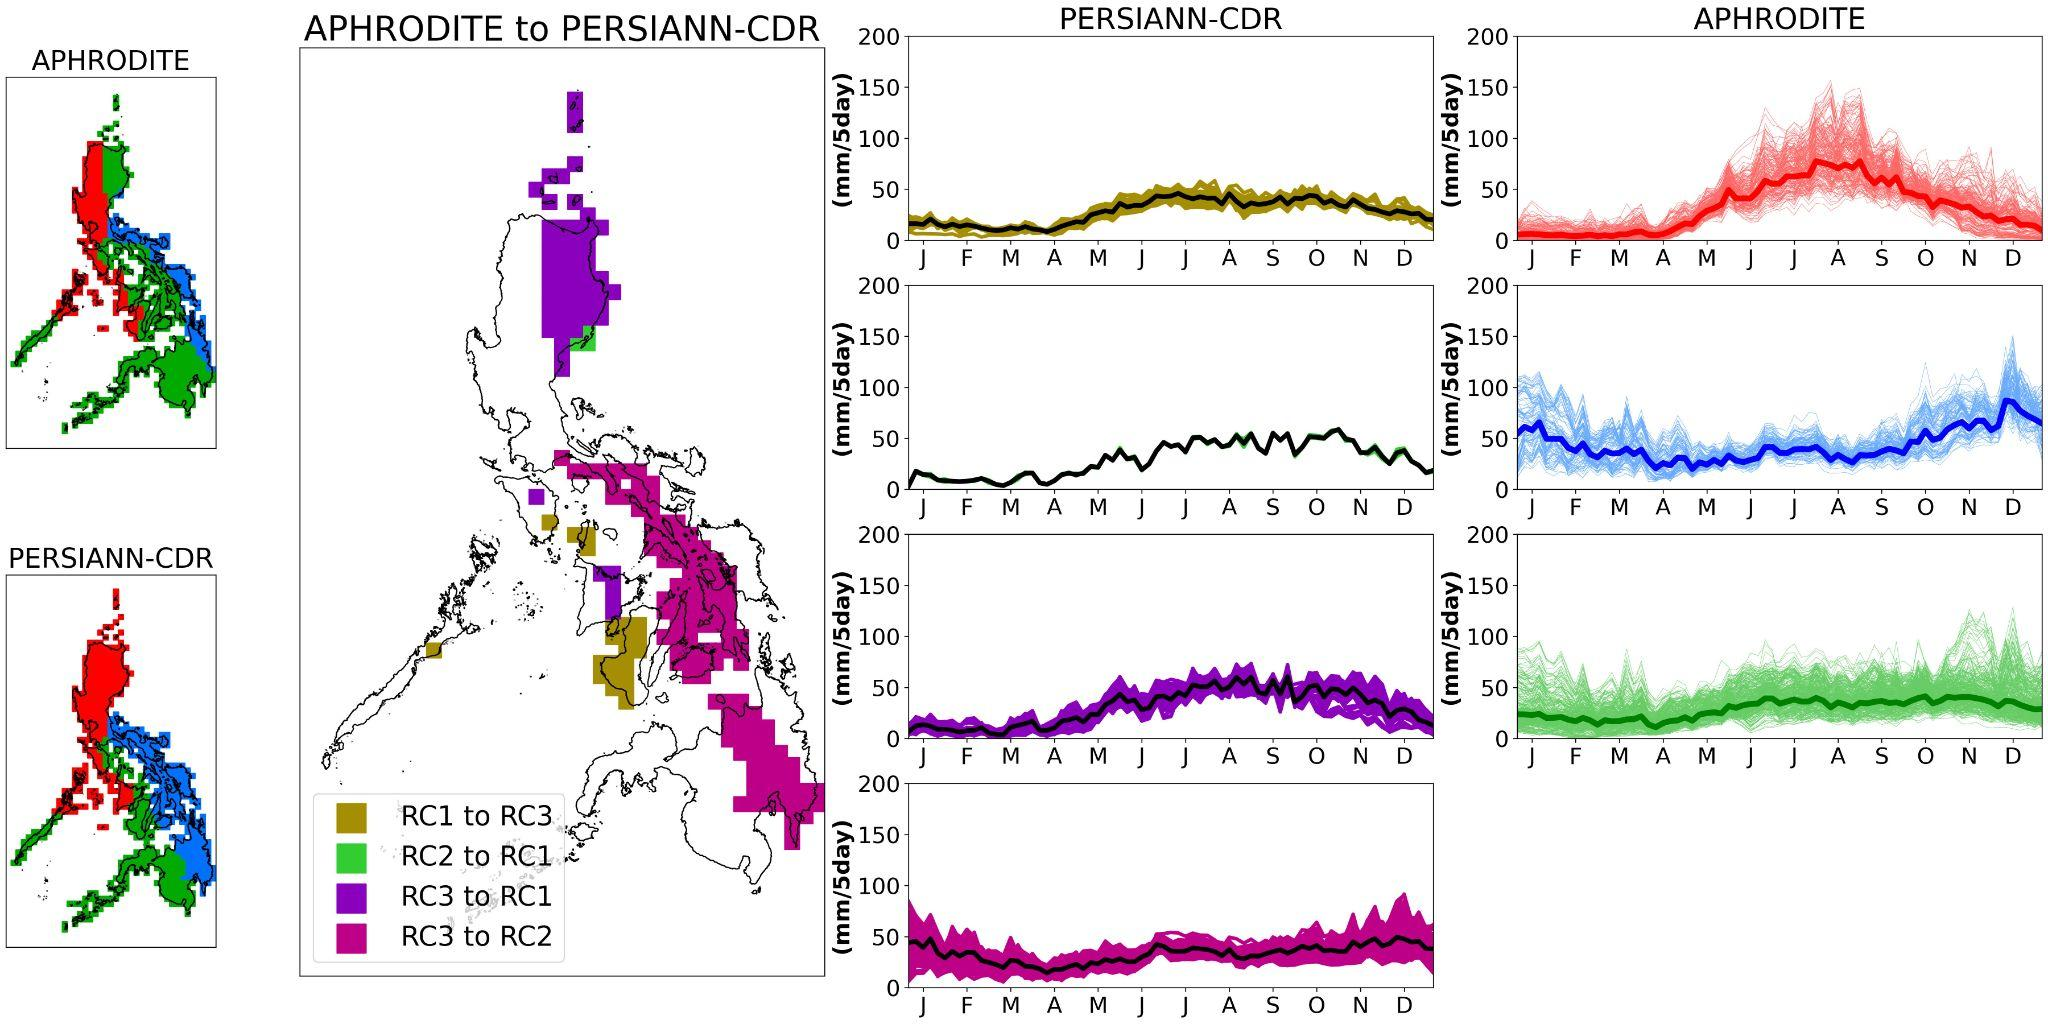 APHRODITE
PERSIANN-CDR
APHRODITE to PERSIANN-CDR
RC1 to RC3
RC2 to RC1
RC3 to RC1
RC3 to RC2
PERSIANN-CDR
(mm/5day)
200
150
100
50
0
J F M A M J J A S O N D
(mm/5day)
200
150
100
50
0
J F M A M J J A S O N D
(mm/5day)
200
150
100
50
0
J F M A M J J A S O N D
(mm/5day)
200
150
100
50
0
J F M A M J J A S O N D
APHRODITE
(mm/5day)
200
150
100
50
0
J F M A M J J A S O N D
(mm/5day)
200
150
100
50
0
J F M A M J J A S O N D
(mm/5day)
200
150
100
50
0
J F M A M J J A S O N D